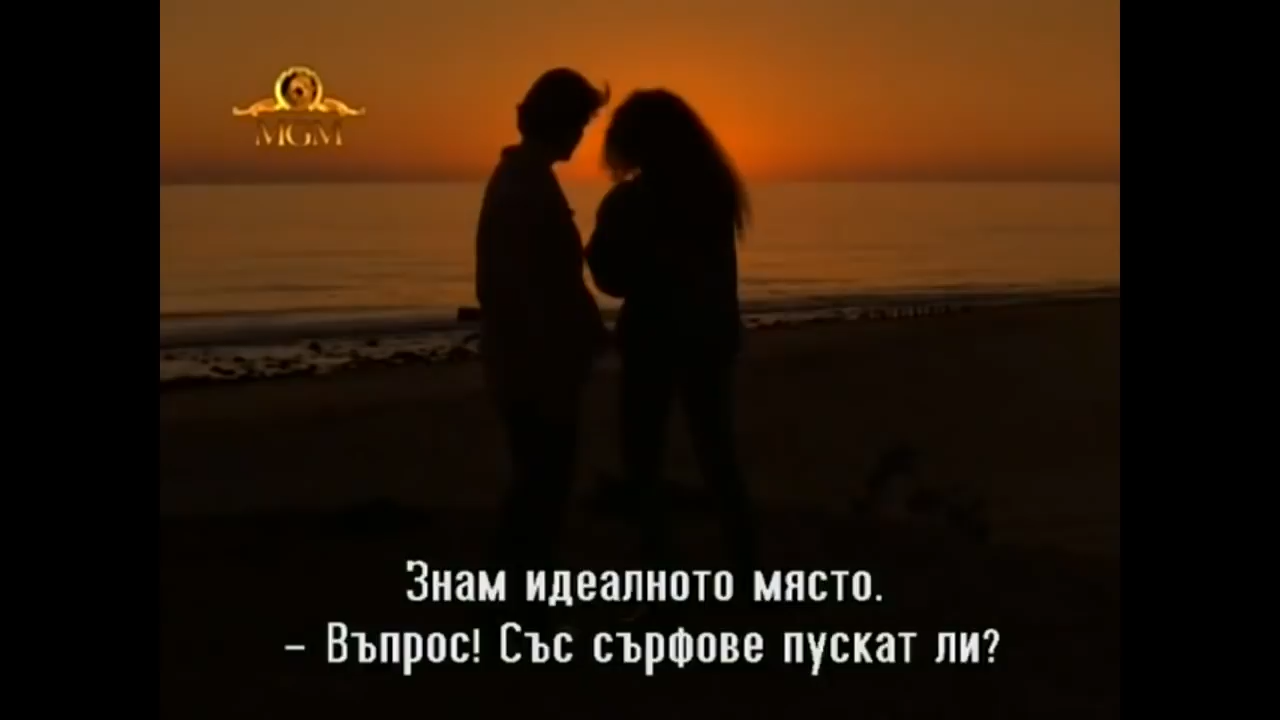 MGM
Знам идеалното място.
– Въпрос! Със сърфове пускат ли?